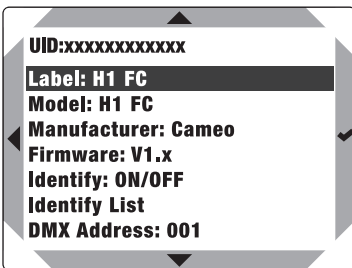 UID:xxxxxxxxxxxx
Label: H1 FC
Model: H1 FC
Manufacturer: Cameo
Firmware: V1.x
Identify: ON/OFF
Identify List
DMX Address: 001